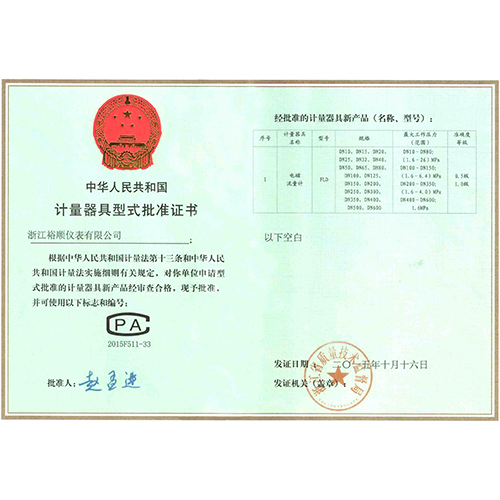 中华人民共和国
计量器具型式批准证书
浙江裕顺仪表有限公司;
根据中华人民共和国计量法第十三条和中华人民
共和国计量法实施细则有关规定,对你单位申请型
式批准的计量器具新产品经审查合格,现予批准,
并可使用以下标志和编号:
CPA
2015F511-33
批准人:
经批准的计量器具新产品(名称、型号):
序号 计量器具名称 型号 规格 最大工作压力(范围) 准确度等级
1 电磁流量计 FLD
DN10、DN15、DN20、
DN25、DN32、DN40、
DN50、DN65、DN80、
DN100、DN125、
DN150、DN200、
DN250、DN300、
DN350、DN400、
DN500、DN600
DN10~DN80:
DN100~DN150:
(1.6~6.4)MPa
DN200~DN350:
(1.6~4.0)MPa
DN400~DN600:
1.6MPa
0.5级
1.0级
以下空白
发证日期: 二〇一五年十月十六日
发证机关(盖章):
浙江省质量技术监督局